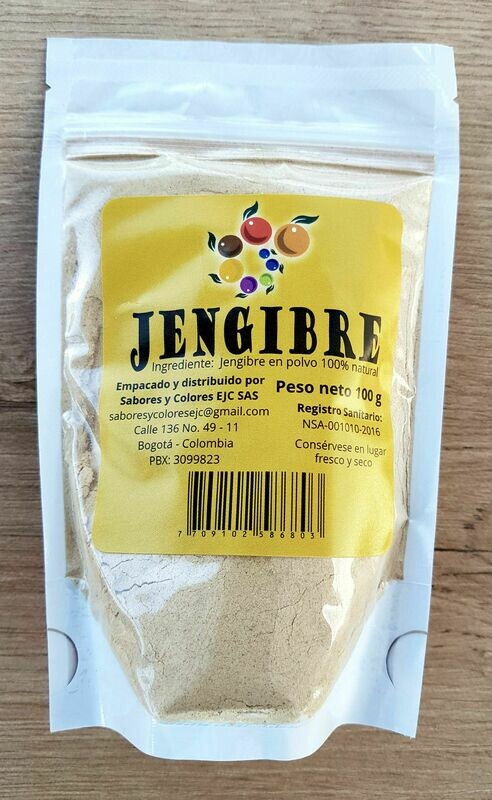 JENGIBRE
Ingrediente: Jengibre en polvo 100% natural
Empacado y distribuido por
Sabores y Colores EJC SAS
saboresycoloresejc@gmail.com
Calle 136 No. 49 - 11
Bogotá - Colombia
PBX: 3099823
Peso neto 100 g
Registro Sanitario:
NSA-001010-2016
Consérvese en lugar
fresco y seco
7 709102 586803